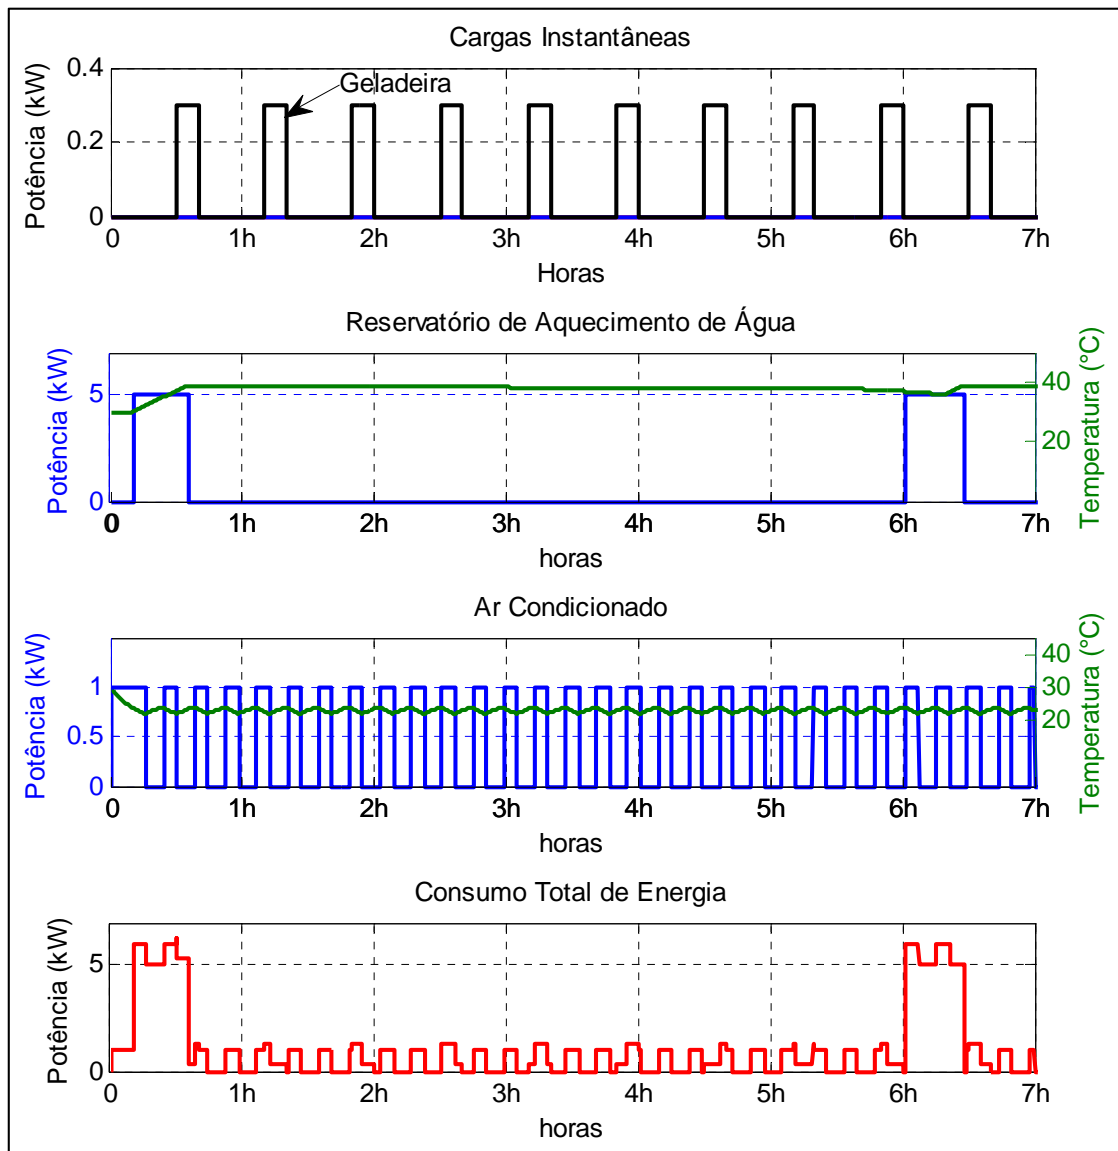 Cargas Instantâneas
Potência (kW)
0.4
0.2
0
Geladeira
0 1h 2h 3h 4h 5h 6h 7h
Horas
Reservatório de Aquecimento de Água
Potência (kW)
5
0
Temperatura (°C)
40
20
0 1h 2h 3h 4h 5h 6h 7h
horas
Ar Condicionado
Potência (kW)
1
0.5
0
Temperatura (°C)
40
30
20
0 1h 2h 3h 4h 5h 6h 7h
horas
Consumo Total de Energia
Potência (kW)
5
0
0 1h 2h 3h 4h 5h 6h 7h
horas